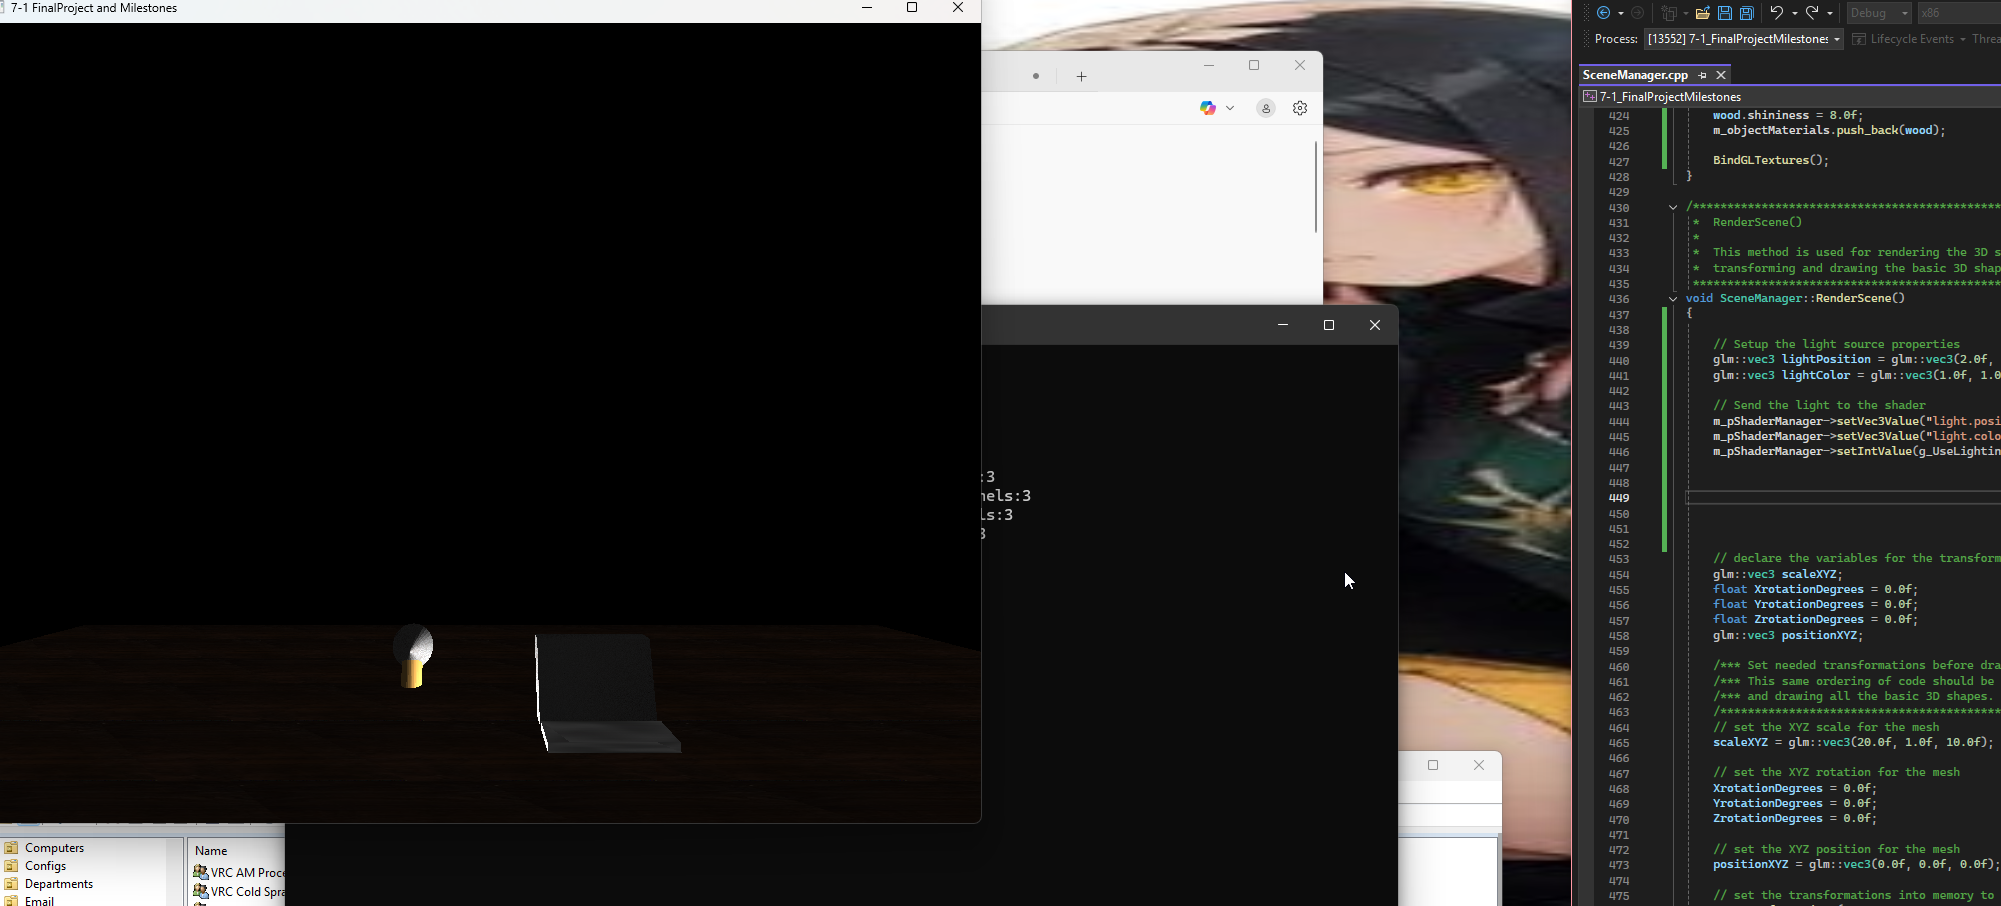 7-1 FinalProject and Milestones
:3
nels:3
ls:3
3
Computers
Configs
Departments
Email
Name
VRC AM Proce
VRC Cold Spra
Debug
x86
Process: [13552] 7-1_FinalProjectMilestones Lifecycle Events Threa
SceneManager.cpp
7-1_FinalProjectMilestones
424 wood.shininess = 8.0f;
425 m_objectMaterials.push_back(wood);
426
427 BindGLTextures();
428 }
429
430 /***********************************************
431 * RenderScene()
432 *
433 * This method is used for rendering the 3D s
434 * transforming and drawing the basic 3D shap
435 ***********************************************
436 void SceneManager::RenderScene()
437 {
438
439 // Setup the light source properties
440 glm::vec3 lightPosition = glm::vec3(2.0f,
441 glm::vec3 lightColor = glm::vec3(1.0f, 1.0
442
443 // Send the light to the shader
444 m_pShaderManager->setVec3Value("light.posi
445 m_pShaderManager->setVec3Value("light.colo
446 m_pShaderManager->setIntValue(g_UseLightin
447
448
449
450
451
452
453 // declare the variables for the transform
454 glm::vec3 scaleXYZ;
455 float XrotationDegrees = 0.0f;
456 float YrotationDegrees = 0.0f;
457 float ZrotationDegrees = 0.0f;
458 glm::vec3 positionXYZ;
459
460 /*** Set needed transformations before dra
461 /*** This same ordering of code should be
462 /*** and drawing all the basic 3D shapes.
463 /******************************************
464 // set the XYZ scale for the mesh
465 scaleXYZ = glm::vec3(20.0f, 1.0f, 10.0f);
466
467 // set the XYZ rotation for the mesh
468 XrotationDegrees = 0.0f;
469 YrotationDegrees = 0.0f;
470 ZrotationDegrees = 0.0f;
471
472 // set the XYZ position for the mesh
473 positionXYZ = glm::vec3(0.0f, 0.0f, 0.0f);
474
475 // set the transformations into memory to